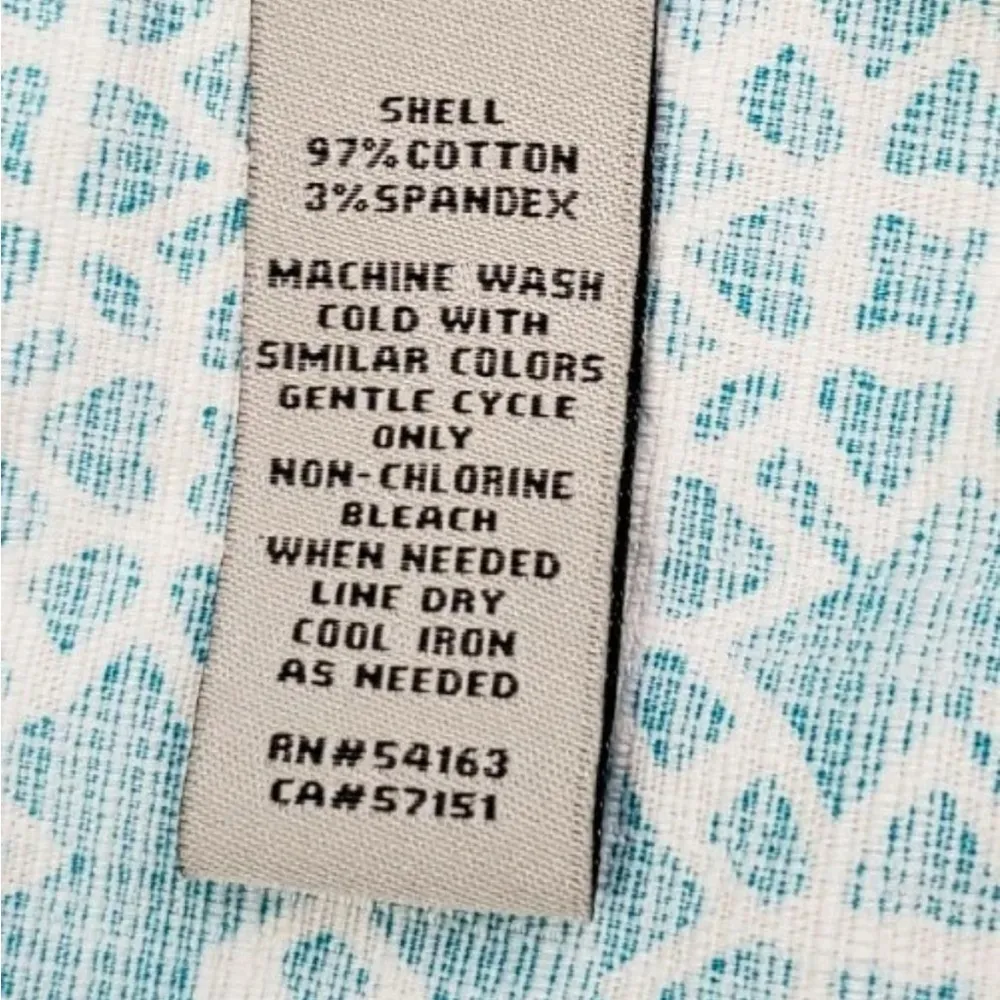 SHELL
97% COTTON
3% SPANDEX
MACHINE WASH
COLD WITH
SIMILAR COLORS
GENTLE CYCLE
ONLY
NON-CHLORINE
BLEACH
WHEN NEEDED
LINE DRY
COOL IRON
AS NEEDED
RN#54163
CA#57151